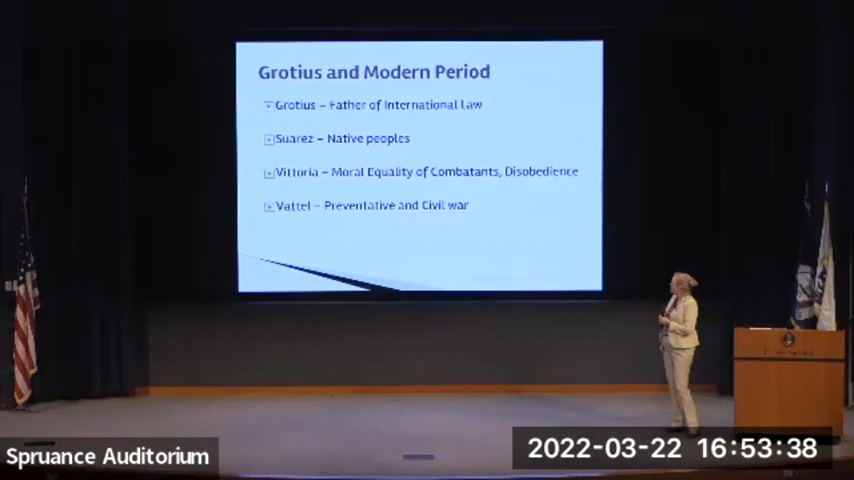 Grotius and Modern Period
Grotius – Father of International Law
Suarez – Native peoples
Vittoria – Moral Equality of Combatants, Disobedience
Vattel – Preventative and Civil war
Spruance Auditorium
2022-03-22 16:53:38